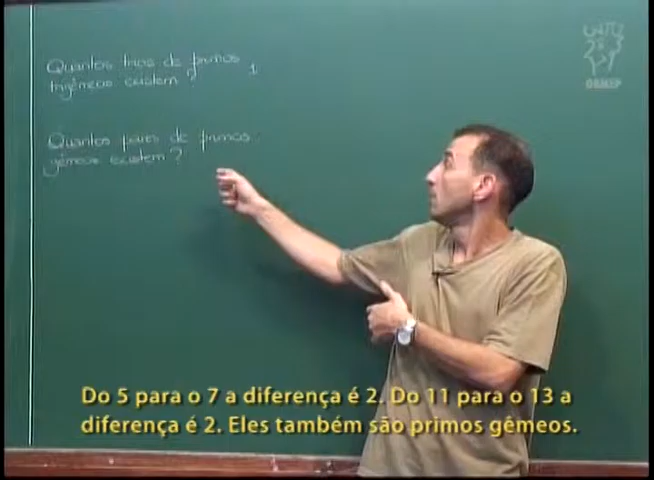 Quantos trios de primos
trigêmeos existem? 1
Quantos pares de primos
gêmeos existem?
OBMEP
Do 5 para o 7 a diferença é 2. Do 11 para o 13 a
diferença é 2. Eles também são primos gêmeos.